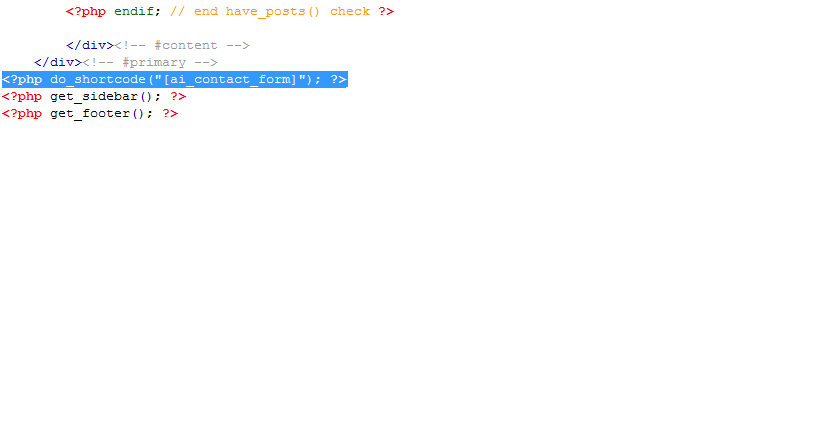 <?php endif; // end have_posts() check ?>
</div><!-- #content -->
</div><!-- #primary -->
<?php do_shortcode("[ai_contact_form]"); ?>
<?php get_sidebar(); ?>
<?php get_footer(); ?>